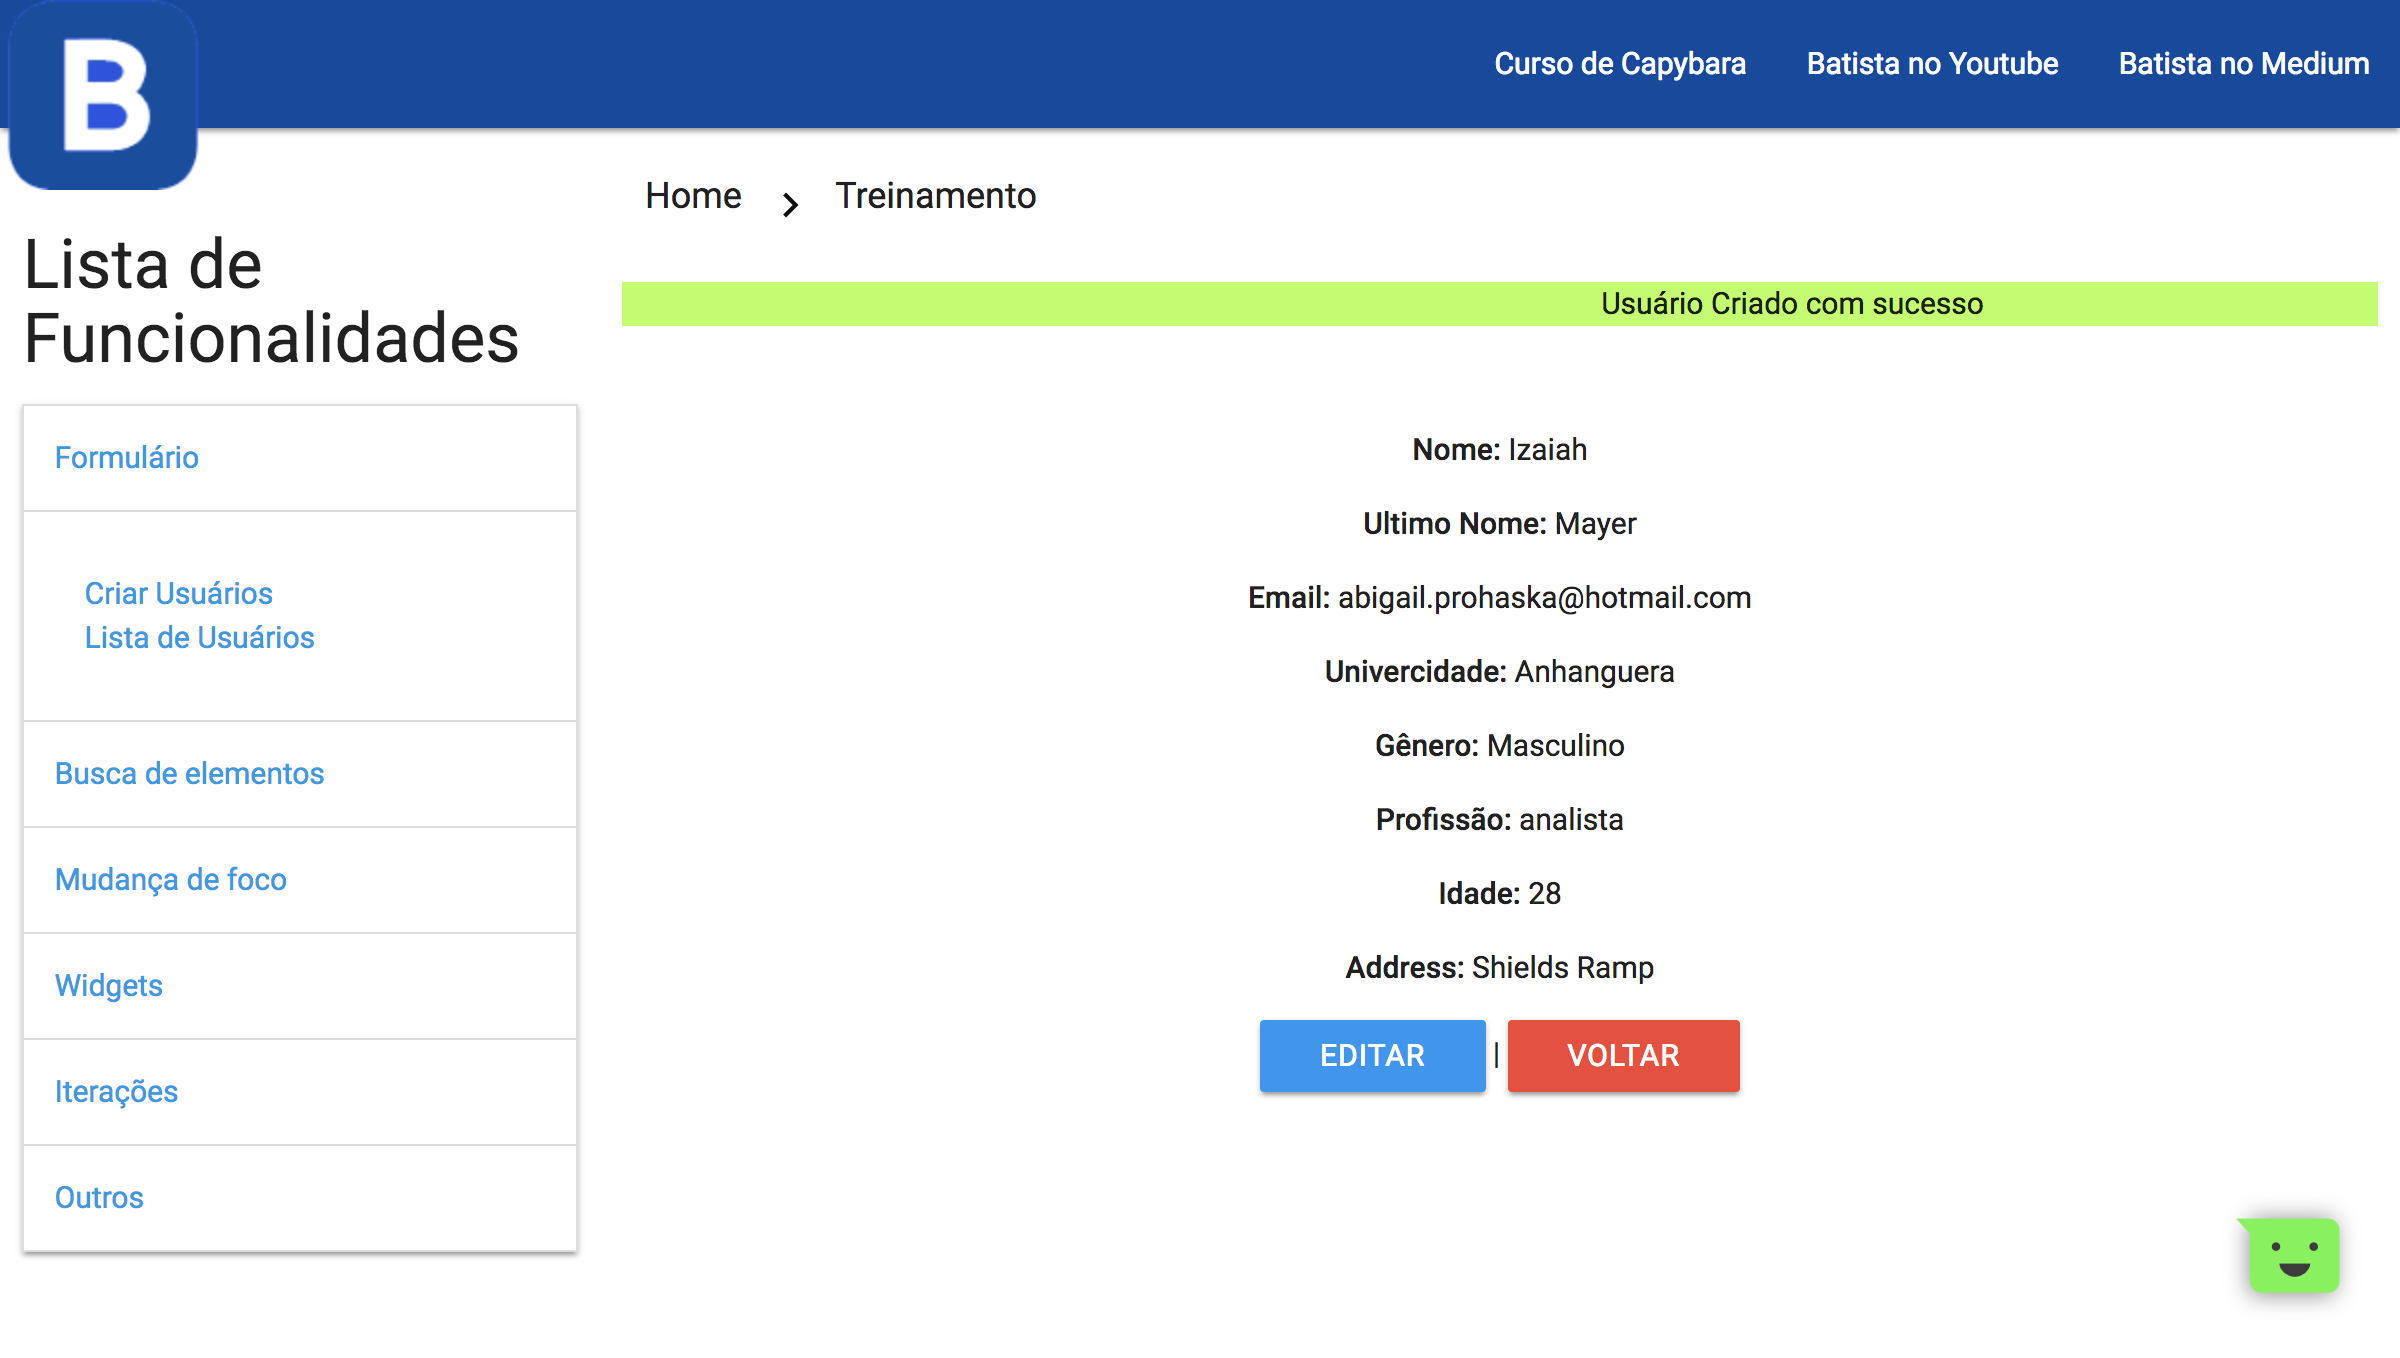 B
Curso de Capybara Batista no Youtube Batista no Medium
Home > Treinamento
Lista de
Funcionalidades
Formulário
Criar Usuários
Lista de Usuários
Busca de elementos
Mudança de foco
Widgets
Iterações
Outros
Usuário Criado com sucesso
Nome: Izaiah
Ultimo Nome: Mayer
Email: abigail.prohaska@hotmail.com
Univercidade: Anhanguera
Gênero: Masculino
Profissão: analista
Idade: 28
Address: Shields Ramp
EDITAR | VOLTAR